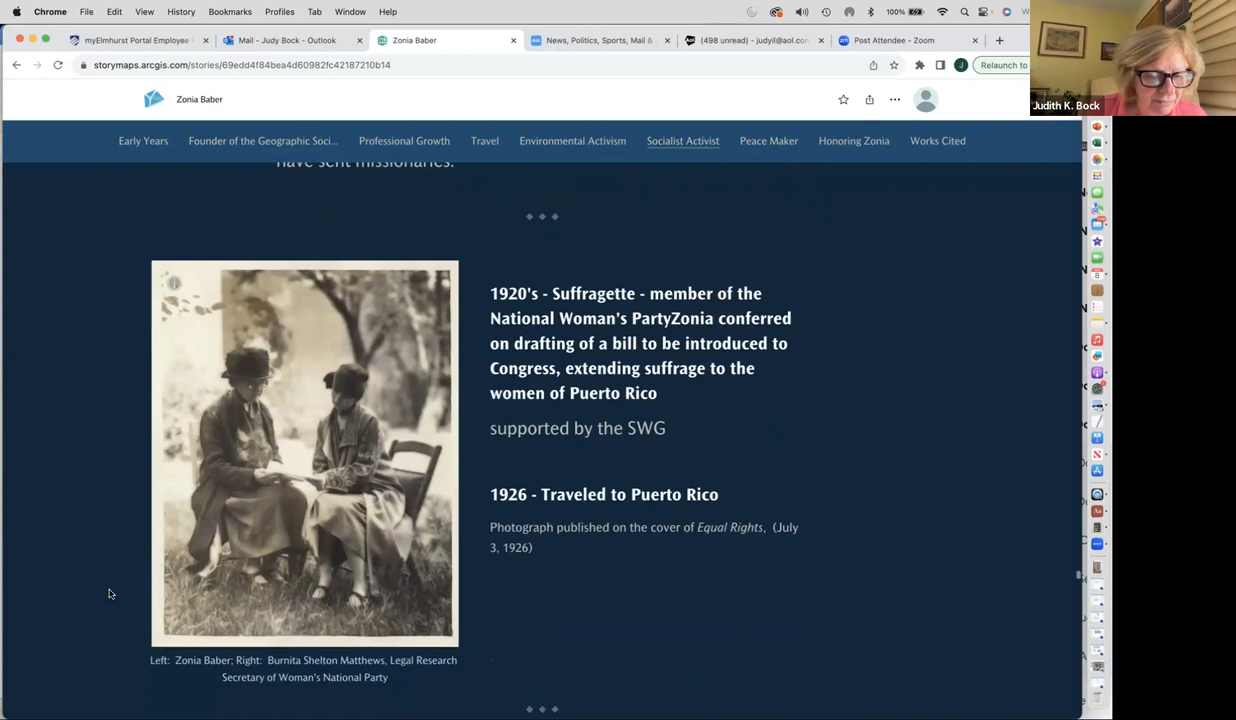 Chrome File Edit View History Bookmarks Profiles Tab Window Help 100%
myElmhurst Portal Employee Mail - Judy Bock - Outlook Zonia Baber News, Politics, Sports, Mail & (498 unread) - judyil@aol.con Post Attendee - Zoom
storymaps.arcgis.com/stories/69edd4f84bea4d60982fc42187210b14 J Relaunch to
Judith K. Bock
Zonia Baber
Early Years Founder of the Geographic Soci... Professional Growth Travel Environmental Activism Socialist Activist Peace Maker Honoring Zonia Works Cited
have sent missionaries.
1920's - Suffragette - member of the
National Woman's PartyZonia conferred
on drafting of a bill to be introduced to
Congress, extending suffrage to the
women of Puerto Rico
supported by the SWG
1926 - Traveled to Puerto Rico
Photograph published on the cover of Equal Rights, (July
3, 1926)
Left: Zonia Baber; Right: Burnita Shelton Matthews, Legal Research
Secretary of Woman's National Party